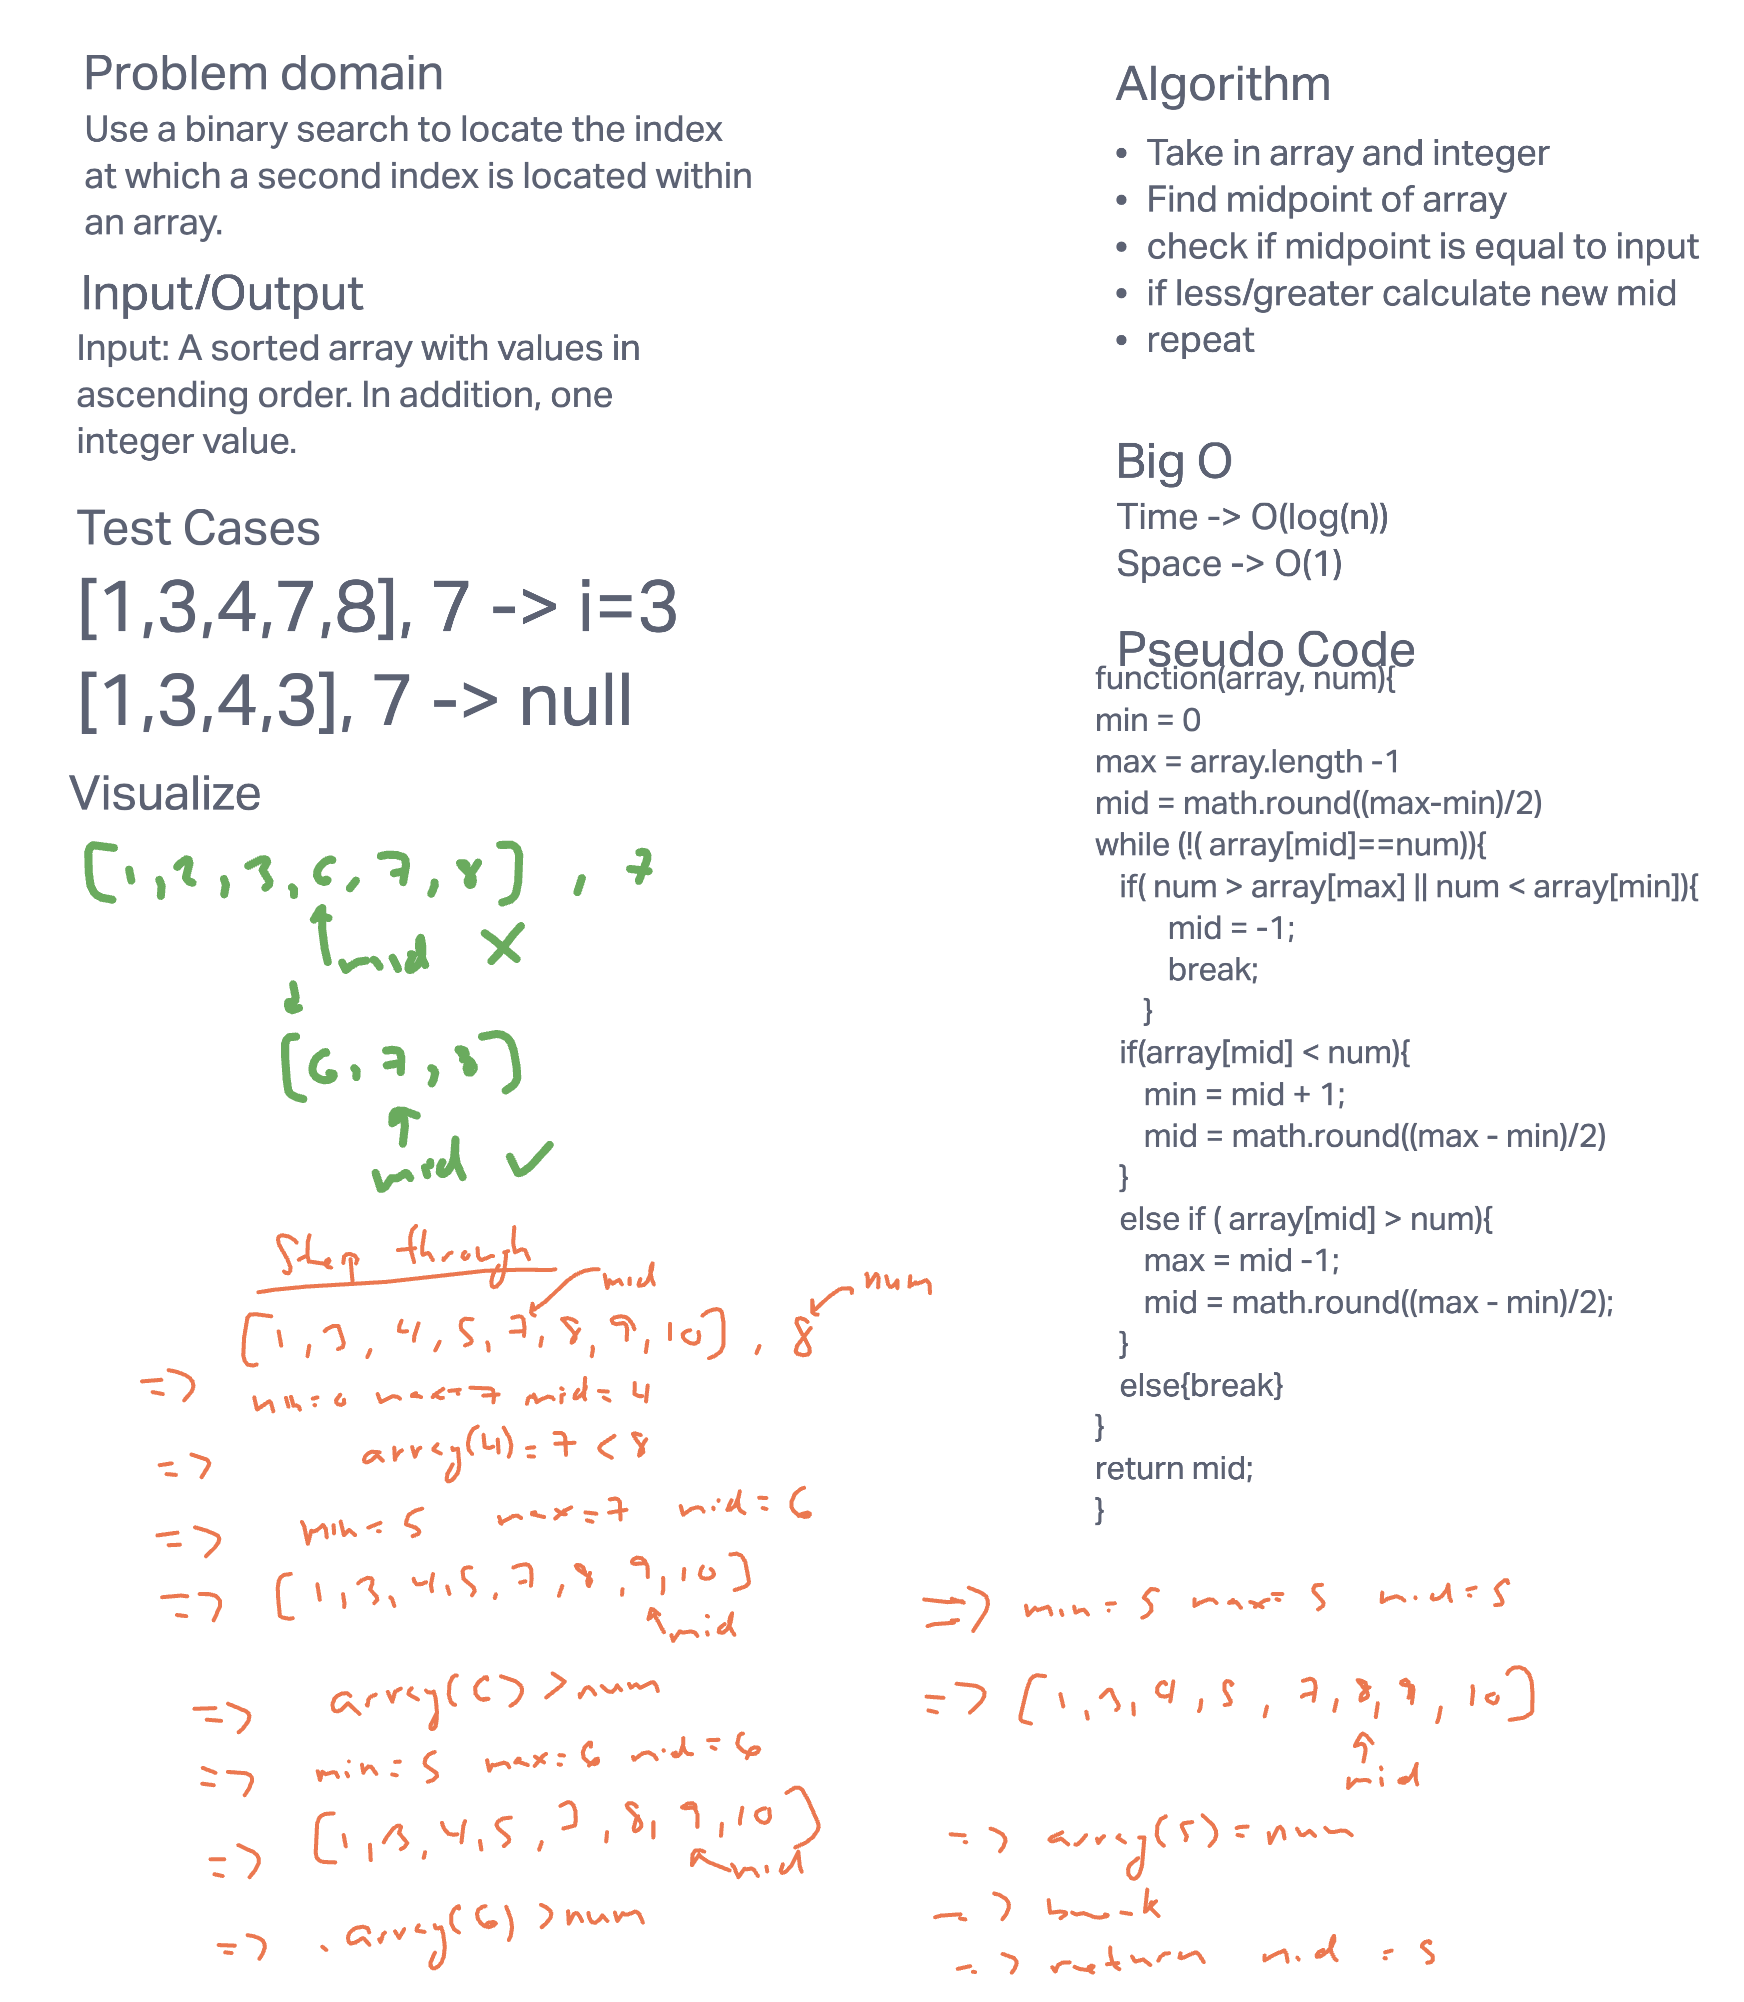 Problem domain
Use a binary search to locate the index
at which a second index is located within
an array.
Input/Output
Input: A sorted array with values in
ascending order. In addition, one
integer value.
Test Cases
[1,3,4,7,8], 7 -> i=3
[1,3,4,3], 7 -> null
Visualize
[1,2,3,6,7,8] , 7
mid X
[6,7,8]
mid ✓
Step through
mid
num
[1,3,4,5,7,8,9,10] , 8
=> min=0 max=7 mid=4
=> array(4)=7<8
=> min=5 max=7 mid=6
=> [1,3,4,5,7,8,9,10]
mid
=> array(6)>num
=> min=5 max=6 mid=6
=> [1,3,4,5,7,8,9,10]
mid
=> array(6)>num
Algorithm
• Take in array and integer
• Find midpoint of array
• check if midpoint is equal to input
• if less/greater calculate new mid
• repeat
Big O
Time -> O(log(n))
Space -> O(1)
Pseudo Code
function(array, num){
min = 0
max = array.length -1
mid = math.round((max-min)/2)
while (!( array[mid]==num)){
if( num > array[max] || num < array[min]){
mid = -1;
break;
}
if(array[mid] < num){
min = mid + 1;
mid = math.round((max - min)/2)
}
else if ( array[mid] > num){
max = mid -1;
mid = math.round((max - min)/2);
}
else{break}
}
return mid;
}
=> min=5 max=5 mid=5
=> [1,3,4,5,7,8,9,10]
mid
=> array(5)=num
=> break
=> return mid = 5